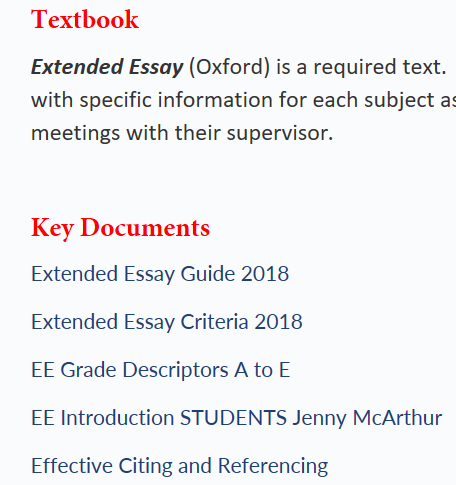 Textbook
Extended Essay (Oxford) is a required text.
with specific information for each subject as
meetings with their supervisor.
Key Documents
Extended Essay Guide 2018
Extended Essay Criteria 2018
EE Grade Descriptors A to E
EE Introduction STUDENTS Jenny McArthur
Effective Citing and Referencing